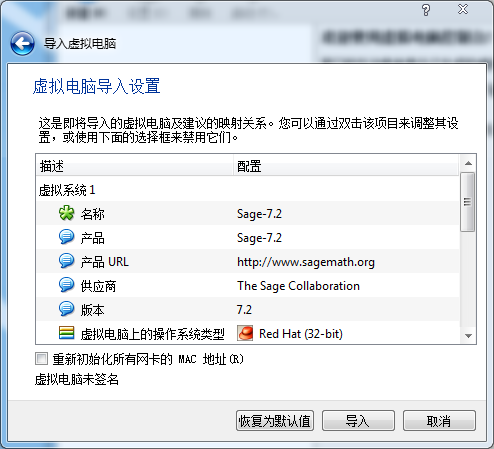 导入虚拟电脑
虚拟电脑导入设置
这是即将导入的虚拟电脑及建议的映射关系。您可以通过双击该项目来调整其设
置，或使用下面的选择框来禁用它们。
描述 配置
虚拟系统 1
名称 Sage-7.2
产品 Sage-7.2
产品 URL http://www.sagemath.org
供应商 The Sage Collaboration
版本 7.2
虚拟电脑上的操作系统类型 Red Hat (32-bit)
重新初始化所有网卡的 MAC 地址(R)
虚拟电脑未签名
恢复为默认值 导入 取消